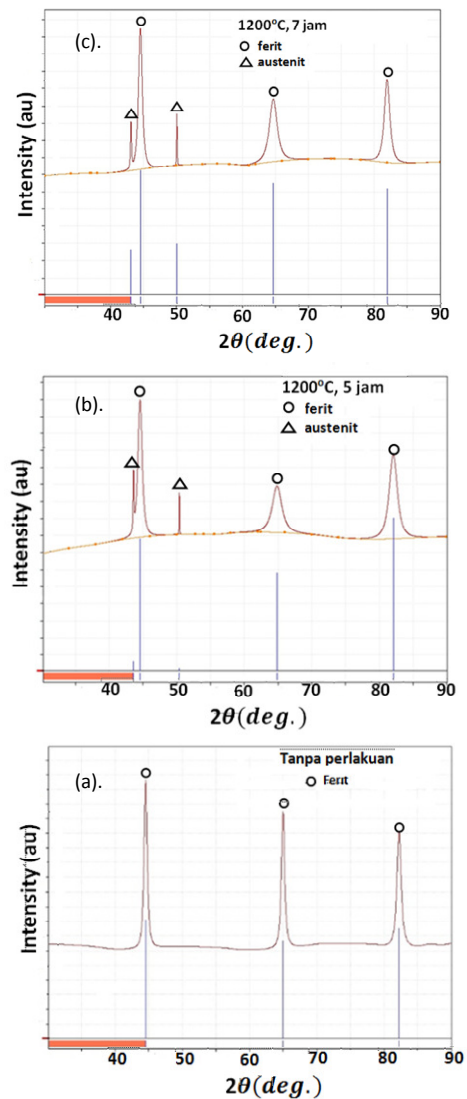 (c).
1200°C, 7 jam
ferit
austenit
Intensity (au)
40 50 60 70 80 90
2θ(deg.)
(b).
1200°C, 5 jam
ferit
austenit
Intensity (au)
40 50 60 70 80 90
2θ(deg.)
(a).
Tanpa perlakuan
Ferit
Intensity (au)
40 50 60 70 80 90
2θ(deg.)